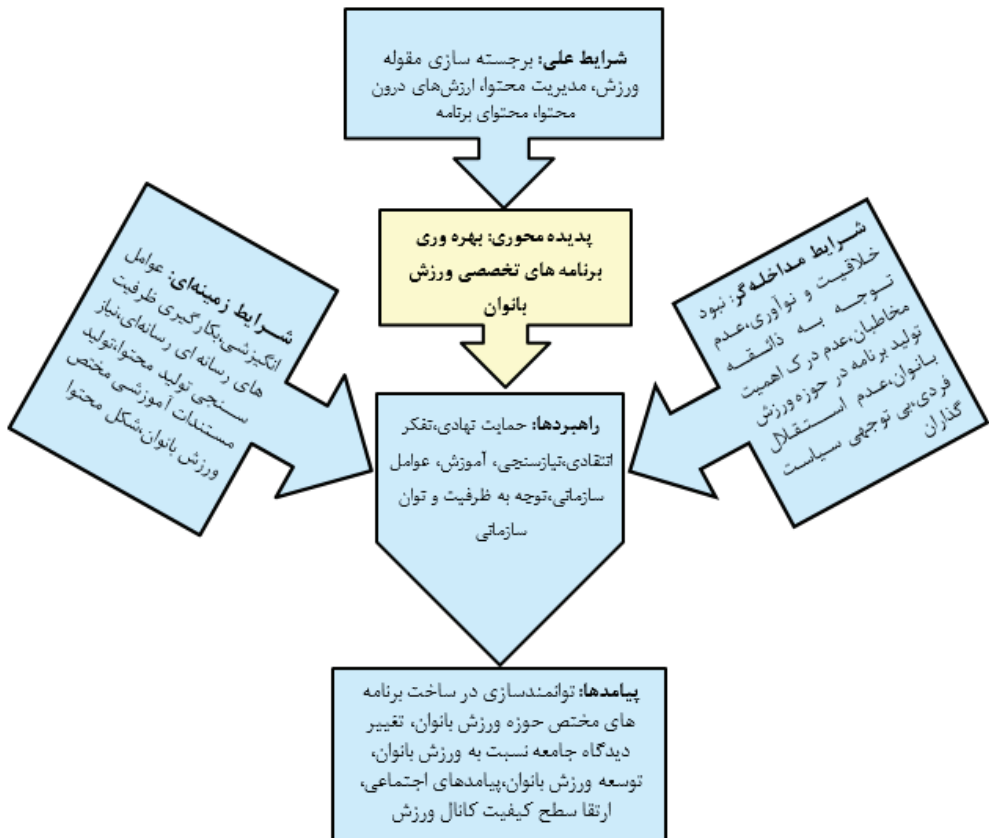 شرایط علی: برجسته سازی مقوله
ورزش، مدیریت محتوا، ارزش‌های درون
محتوا، محتوای برنامه
پدیده محوری: بهره وری
برنامه های تخصصی ورزش
بانوان
شرایط مداخله‌گر: نبود
خلاقیت و نوآوری،عدم
توجه به ذائقه
مخاطبان،عدم درک اهمیت
تولید برنامه در حوزه ورزش
بانوان،عدم استقلال
فردی،بی توجهی سیاست
گذاران
شرایط زمینه‌ای: عوامل
انگیزشی،بکارگیری ظرفیت
های رسانه ای رسانه‌ای،نیاز
سنجی تولید محتوا،تولید
مستندات آموزشی مختص
ورزش بانوان،شکل محتوا
راهبردها: حمایت نهادی،تفکر
انتقادی،نیازسنجی، آموزش، عوامل
سازمانی،توجه به ظرفیت و توان
سازمانی
پیامدها: توانمندسازی در ساخت برنامه
های مختص حوزه ورزش بانوان، تغییر
دیدگاه جامعه نسبت به ورزش بانوان،
توسعه ورزش بانوان،پیامدهای اجتماعی،
ارتقا سطح کیفیت کانال ورزش